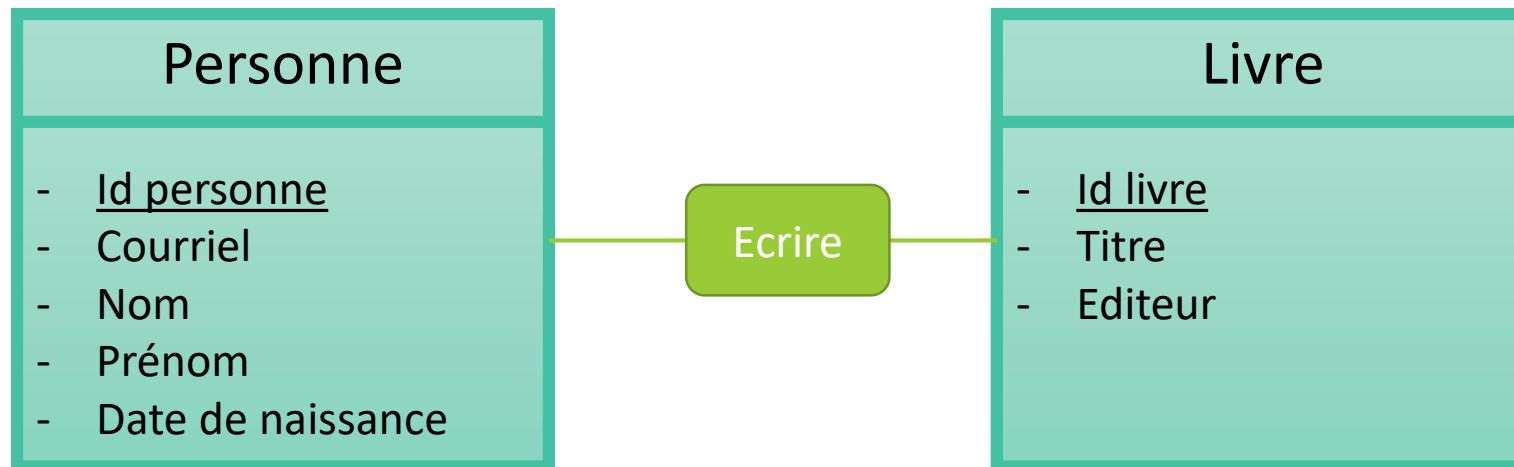 Personne
- Id personne
- Courriel
- Nom
- Prénom
- Date de naissance
Ecrire
Livre
- Id livre
- Titre
- Editeur